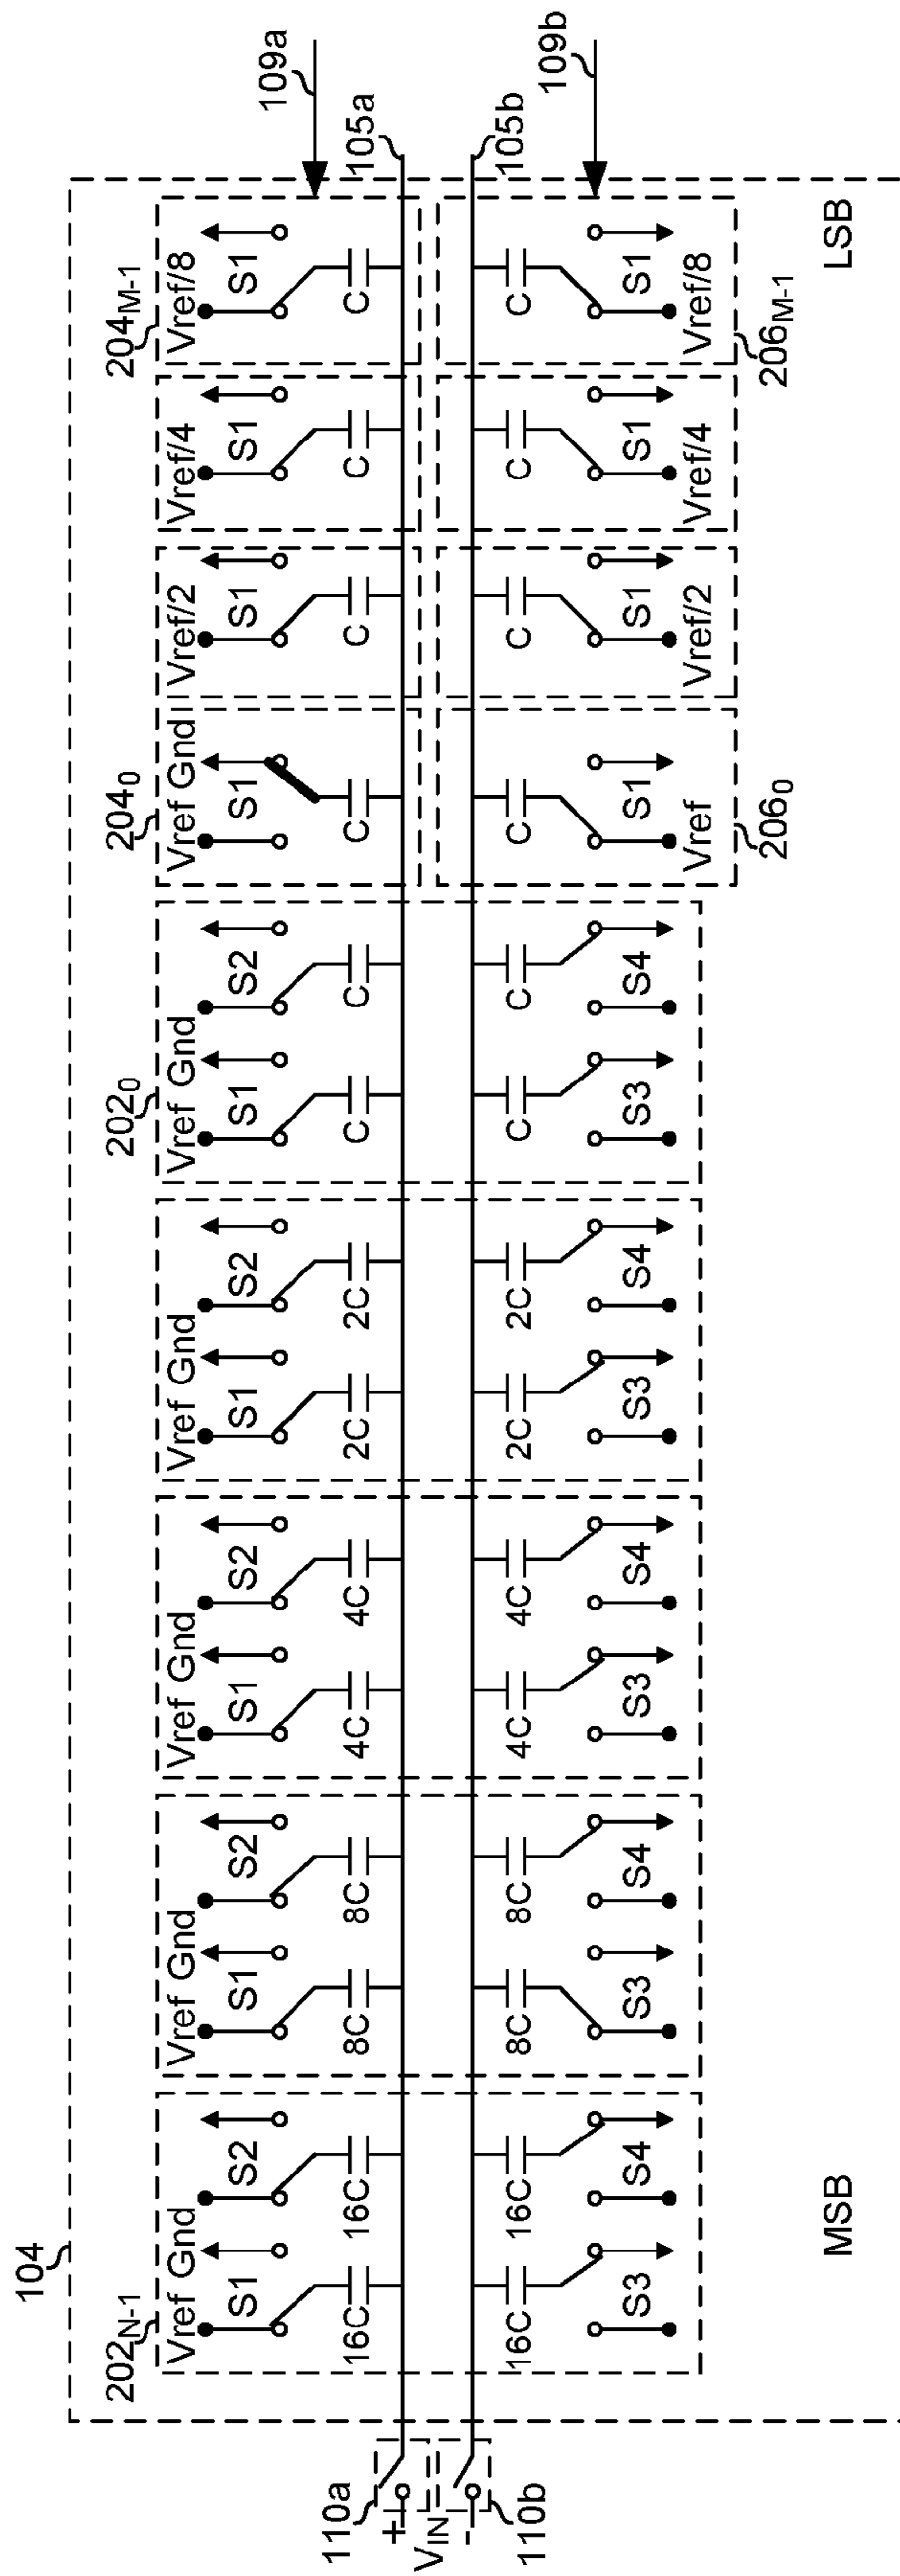 104
202N-1
2020
2040
204M-1
109a
Vref Gnd Vref Gnd Vref Gnd Vref Gnd Vref Gnd Vref Gnd Vref/2 Vref/4 Vref/8
S1 S2 S1 S2 S1 S2 S1 S2 S1 S2 S1 S1 S1 S1
16C 16C 8C 8C 4C 4C 2C 2C C C C C C C
105a
110a
+
VIN
-
110b
105b
16C 16C 8C 8C 4C 4C 2C 2C C C C C C C
109b
S3 S4 S3 S4 S3 S4 S3 S4 S3 S4 S1 S1 S1 S1
Vref Vref/2 Vref/4 Vref/8
2060
206M-1
MSB
LSB